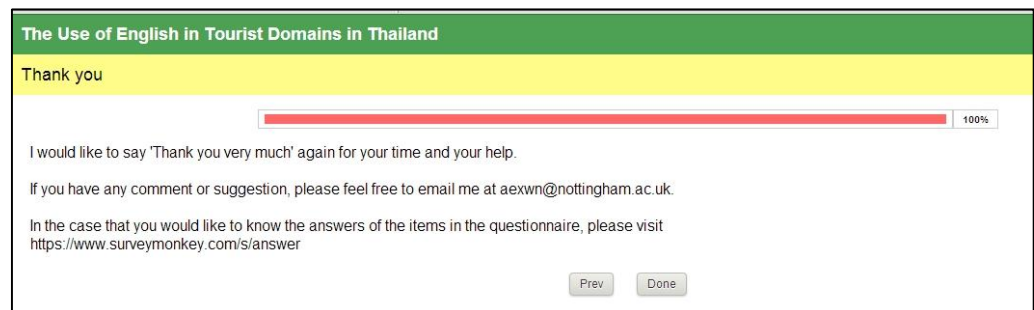 The Use of English in Tourist Domains in Thailand
Thank you
100%
I would like to say 'Thank you very much' again for your time and your help.
If you have any comment or suggestion, please feel free to email me at aexwn@nottingham.ac.uk.
In the case that you would like to know the answers of the items in the questionnaire, please visit
https://www.surveymonkey.com/s/answer
Prev Done